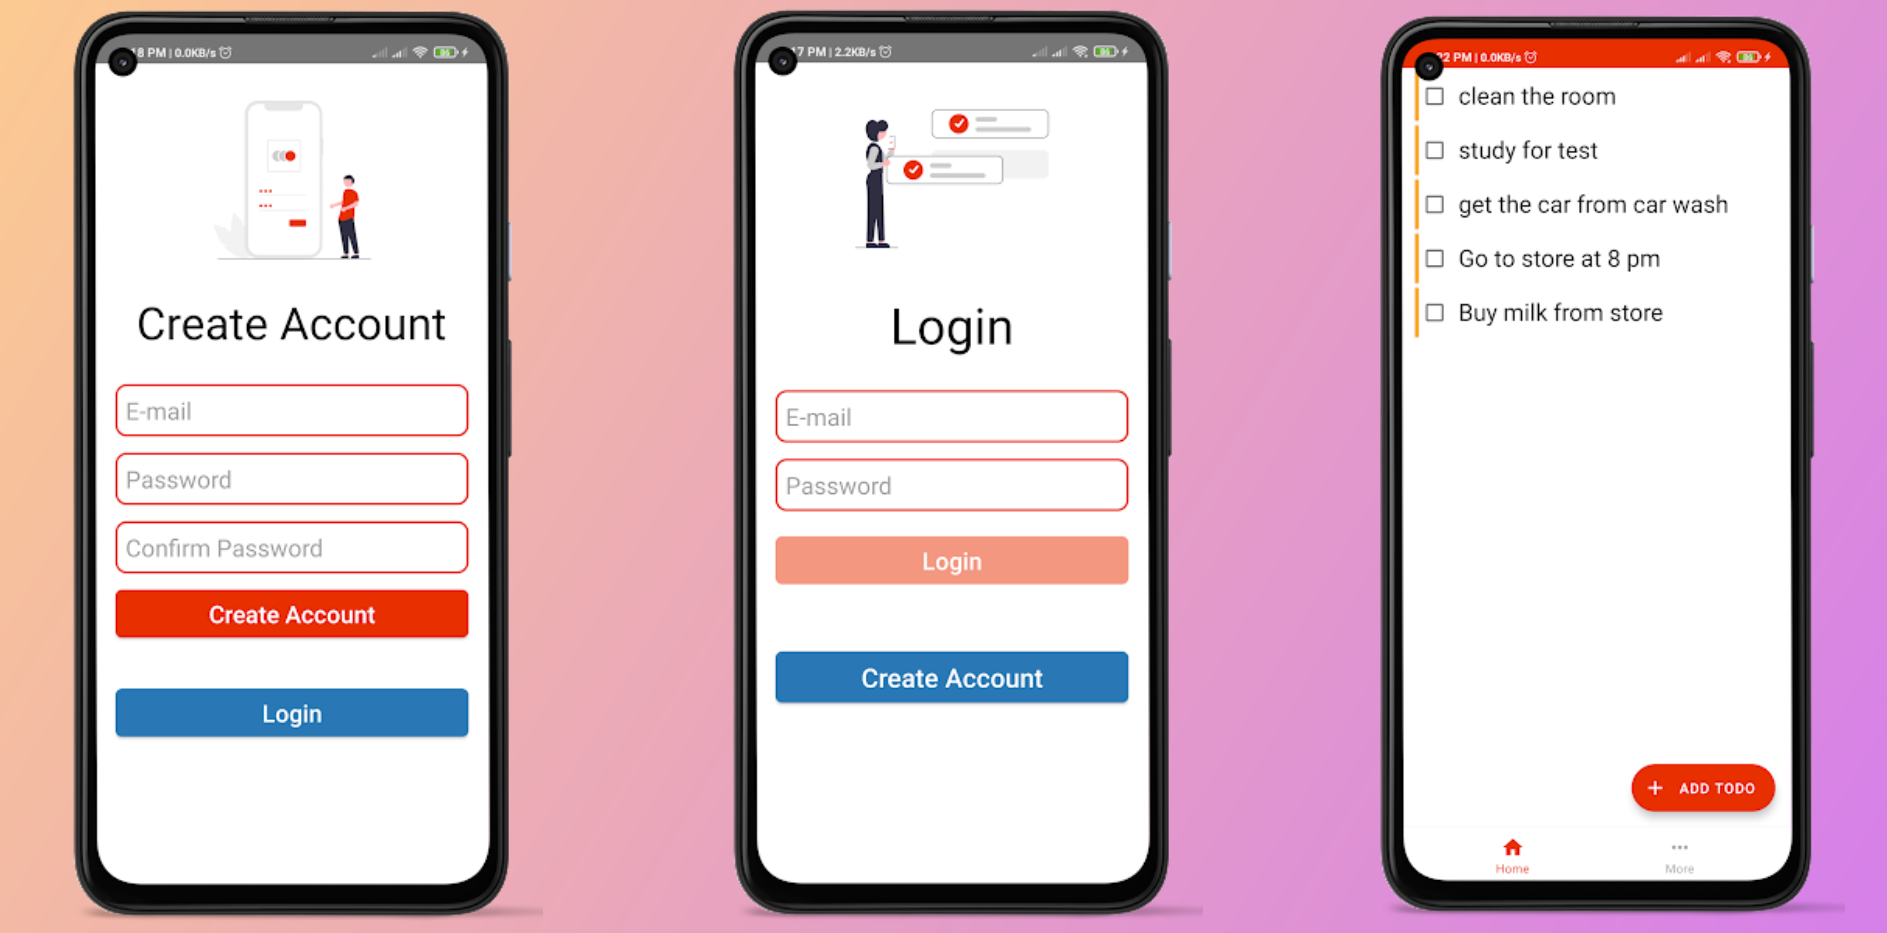 18 PM | 0.0KB/s
Create Account
E-mail
Password
Confirm Password
Create Account
Login
17 PM | 2.2KB/s
Login
E-mail
Password
Login
Create Account
22 PM | 0.0KB/s
clean the room
study for test
get the car from car wash
Go to store at 8 pm
Buy milk from store
+ ADD TODO
Home
More